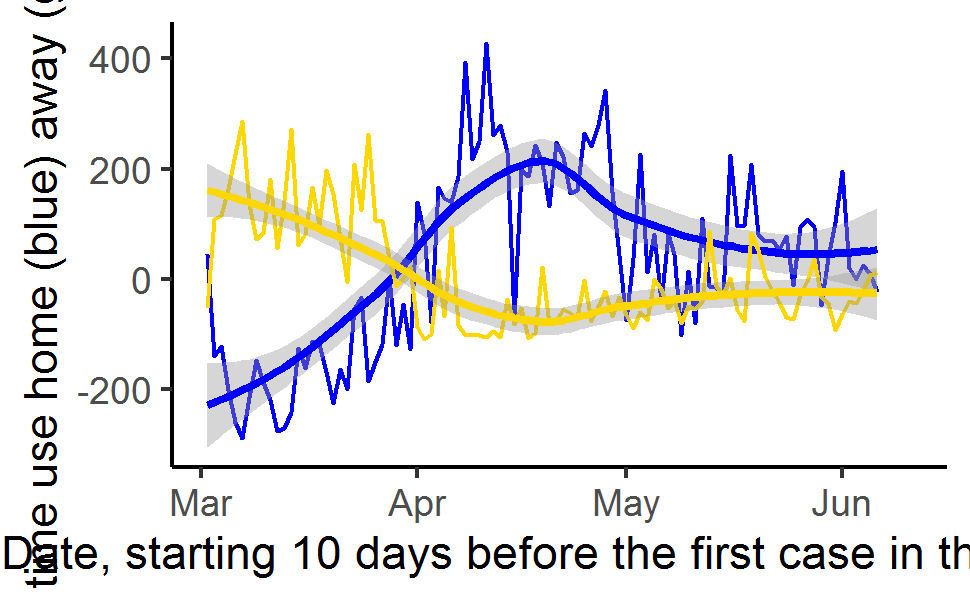 time use home (blue) away (
400
200
0
-200
Mar Apr May Jun
Date, starting 10 days before the first case in th